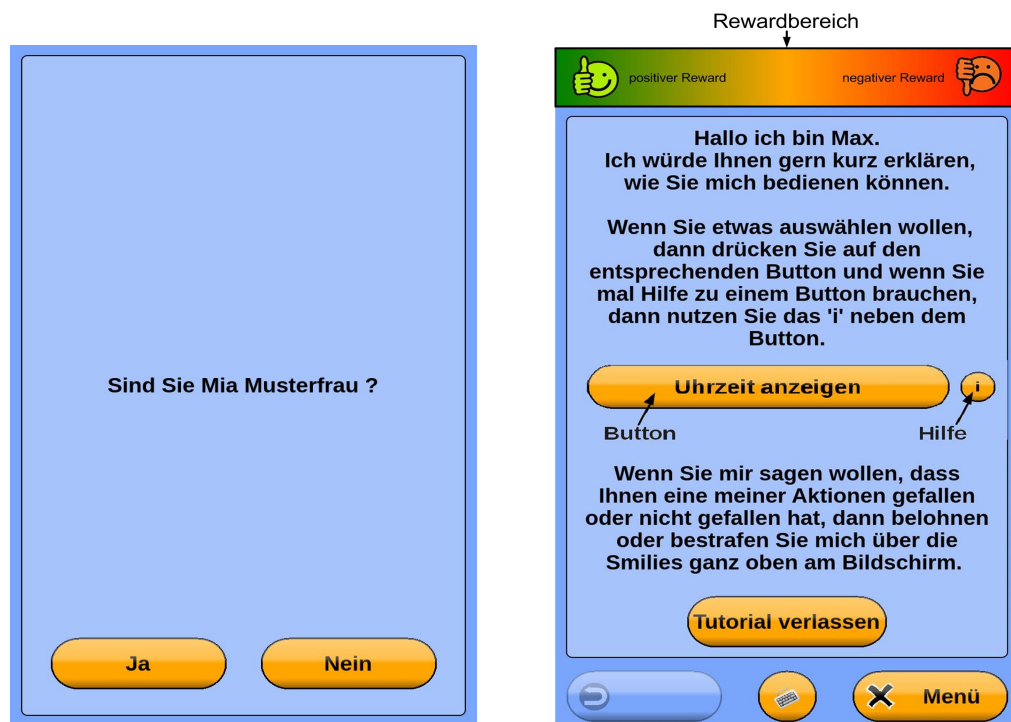 Sind Sie Mia Musterfrau ?
Ja
Nein
Rewardbereich
positiver Reward
negativer Reward
Hallo ich bin Max.
Ich würde Ihnen gern kurz erklären,
wie Sie mich bedienen können.
Wenn Sie etwas auswählen wollen,
dann drücken Sie auf den
entsprechenden Button und wenn Sie
mal Hilfe zu einem Button brauchen,
dann nutzen Sie das 'i' neben dem
Button.
Uhrzeit anzeigen
i
Button
Hilfe
Wenn Sie mir sagen wollen, dass
Ihnen eine meiner Aktionen gefallen
oder nicht gefallen hat, dann belohnen
oder bestrafen Sie mich über die
Smilies ganz oben am Bildschirm.
Tutorial verlassen
Menü